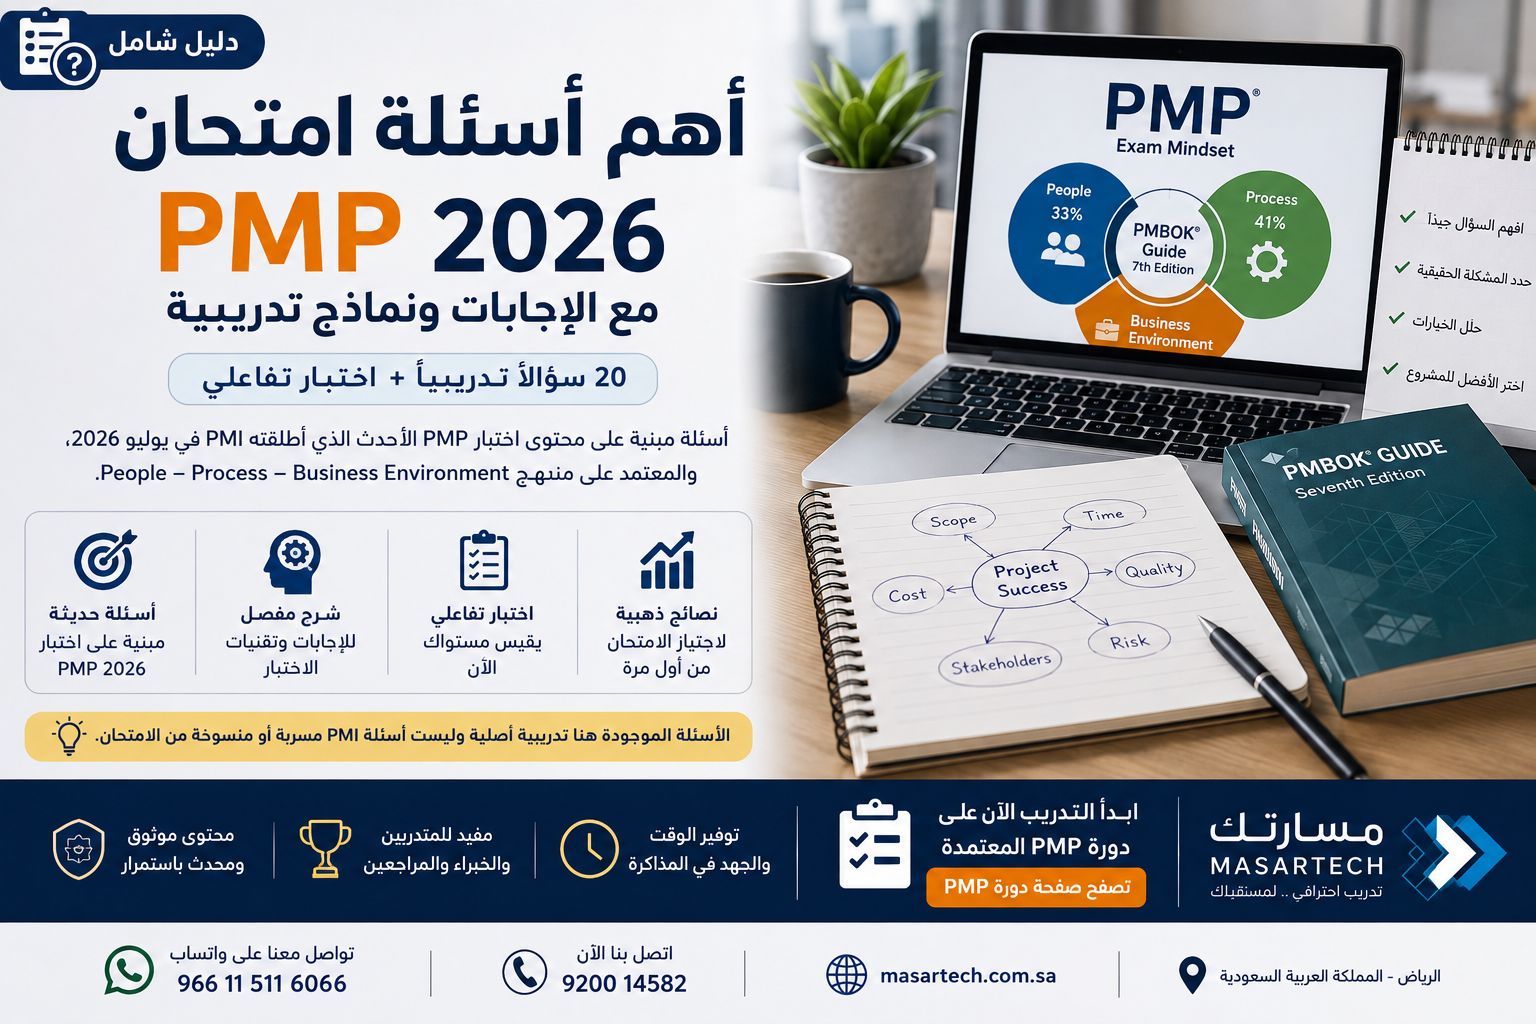 دليل شامل
أهم أسئلة امتحان
PMP 2026
مع الإجابات ونماذج تدريبية
20 سؤالاً تدريبياً + اختبار تفاعلي
أسئلة مبنية على محتوى اختبار PMP الأحدث الذي أطلقته PMI في يوليو 2026،
والمعتمد على منهج People – Process – Business Environment.
نصائح ذهبية
لاجتياز الامتحان
من أول مرة
اختبار تفاعلي
يقيس مستواك
الآن
شرح مفصل
للإجابات وتقنيات
الاختبار
أسئلة حديثة
مبنية على اختبار
PMP 2026
الأسئلة الموجودة هنا تدريبية أصلية وليست أسئلة PMI مسربة أو منسوخة من الامتحان.
PMP®
Exam Mindset
People
33%
Process
41%
PMBOK®
Guide
7th Edition
Business
Environment
افهم السؤال جيداً
حدد المشكلة الحقيقية
حلل الخيارات
اختر الأفضل للمشروع
PMBOK® GUIDE
Seventh Edition
Scope
Time
Project
Success
Quality
Cost
Risk
Stakeholders
مسارتك
MASARTECH
تدريب احترافي .. لمستقبلك
ابدأ التدريب الآن على
دورة PMP المعتمدة
تصفح صفحة دورة PMP
توفير الوقت
والجهد في المذاكرة
مفيد للمتدربين
والخبراء والمراجعين
محتوى موثوق
ومحدث باستمرار
الرياض - المملكة العربية السعودية
masartech.com.sa
اتصل بنا الآن
9200 14582
تواصل معنا على واتساب
966 11 511 6066